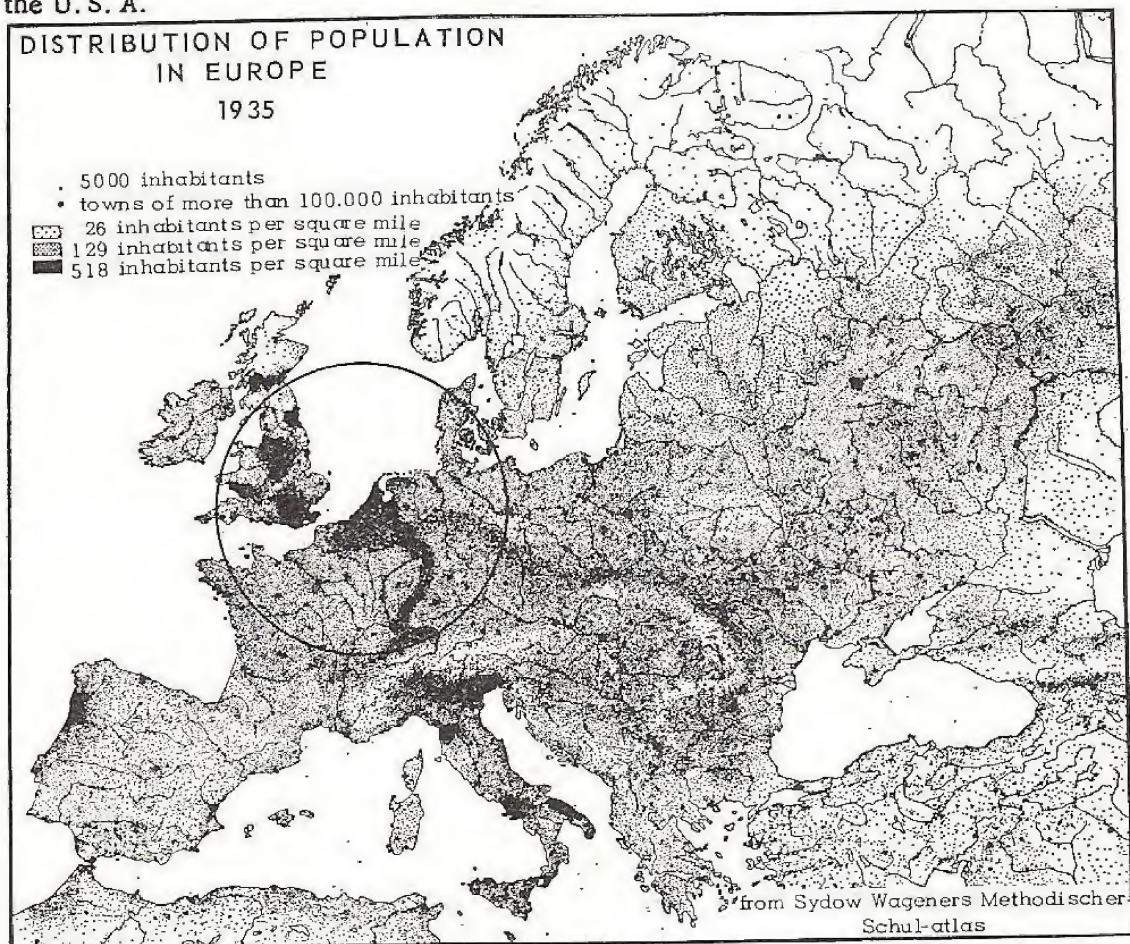 the U. S. A.
DISTRIBUTION OF POPULATION
IN EUROPE
1935
. 5000 inhabitants
• towns of more than 100.000 inhabitants
26 inhabitants per square mile
129 inhabitants per square mile
518 inhabitants per square mile
from Sydow Wageners Methodischer
Schul-atlas